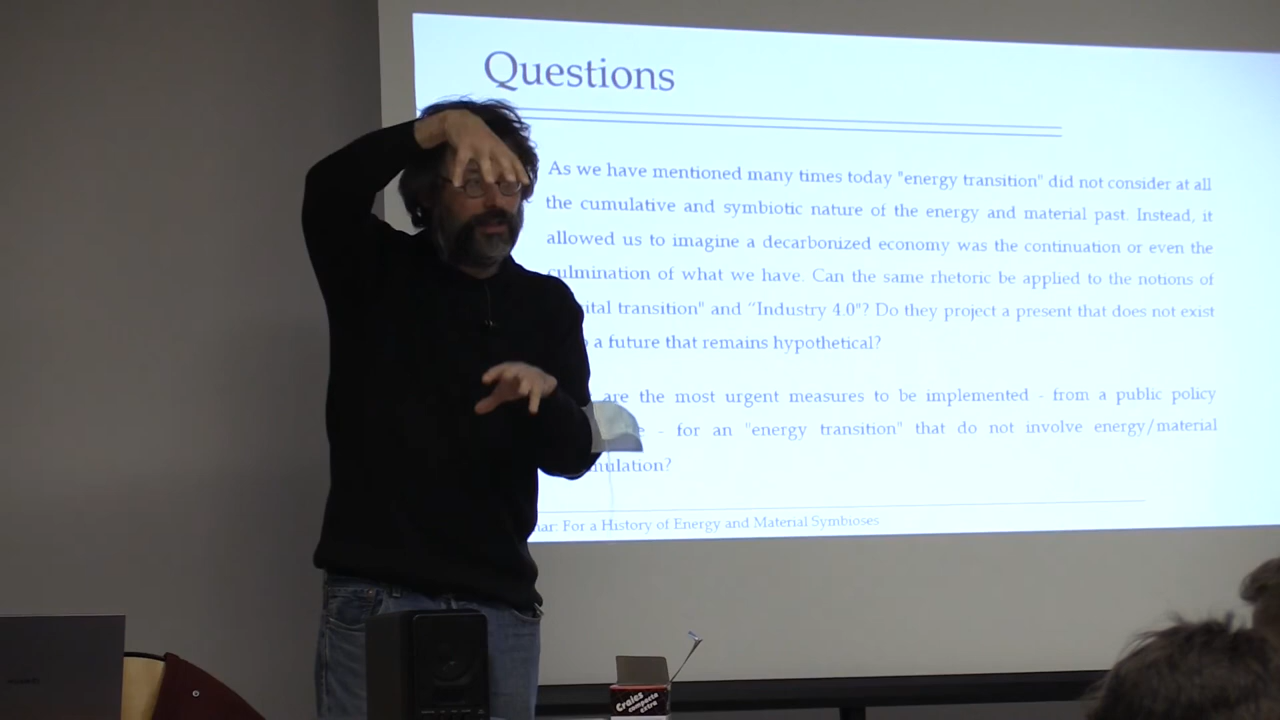 Questions
As we have mentioned many times today "energy transition" did not consider at all
the cumulative and symbiotic nature of the energy and material past. Instead, it
allowed us to imagine a decarbonized economy was the continuation or even the
culmination of what we have. Can the same rhetoric be applied to the notions of
transition" and “Industry 4.0"? Do they project a present that does not exist
a future that remains hypothetical?
are the most urgent measures to be implemented - from a public policy
- for an "energy transition" that do not involve energy/material
For a History of Energy and Material Symbioses
Craies
compacte
extra